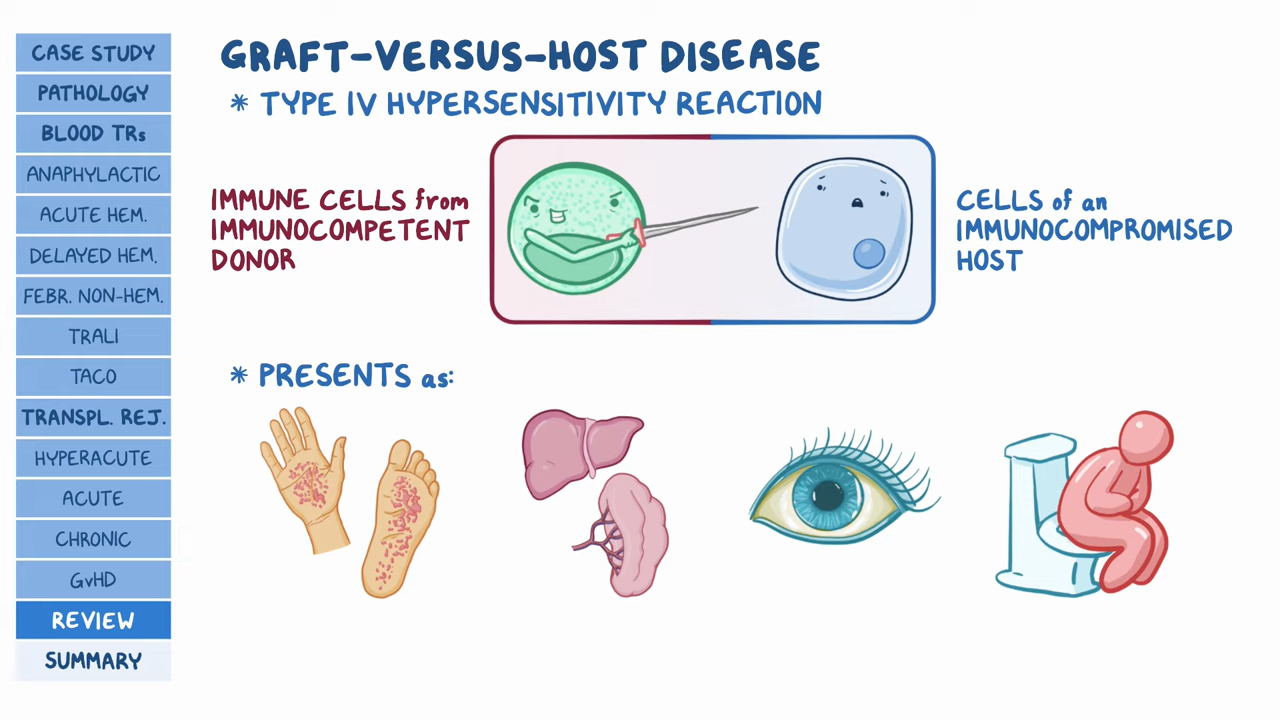 CASE STUDY
PATHOLOGY
BLOOD TRs
ANAPHYLACTIC
ACUTE HEM.
DELAYED HEM.
FEBR. NON-HEM.
TRALI
TACO
TRANSPL. REJ.
HYPERACUTE
ACUTE
CHRONIC
GvHD
REVIEW
SUMMARY
GRAFT-VERSUS-HOST DISEASE
* TYPE IV HYPERSENSITIVITY REACTION
IMMUNE CELLS from
IMMUNOCOMPETENT
DONOR
CELLS of an
IMMUNOCOMPROMISED
HOST
* PRESENTS as: